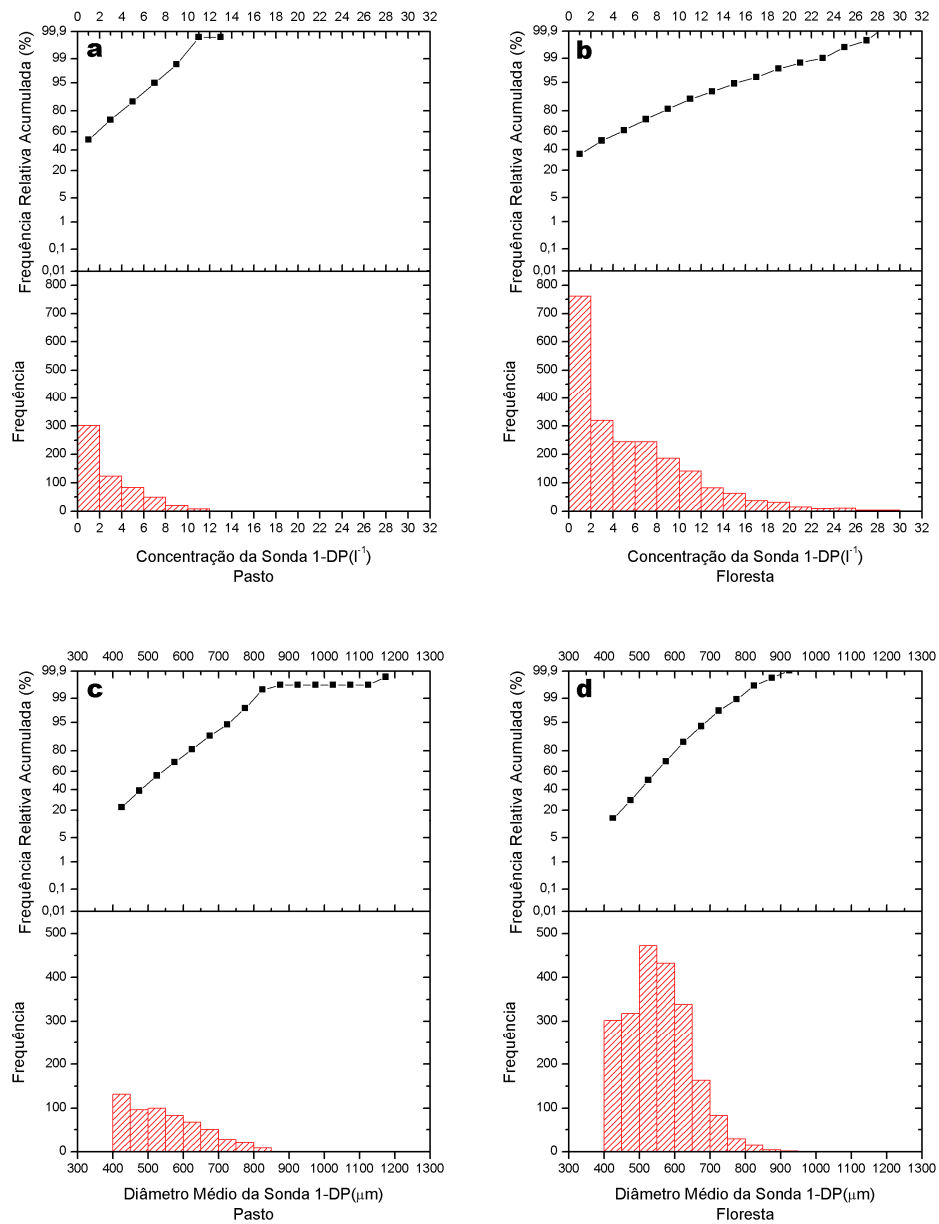 0 2 4 6 8 10 12 14 16 18 20 22 24 26 28 30 32
0 2 4 6 8 10 12 14 16 18 20 22 24 26 28 30 32
a
b
Frequência Relativa Acumulada (%)
99,9
99
95
80
60
40
20
5
1
0,1
0,01
Frequência Relativa Acumulada (%)
99,9
99
95
80
60
40
20
5
1
0,1
0,01
Frequência
800
700
600
500
400
300
200
100
0
Frequência
800
700
600
500
400
300
200
100
0
0 2 4 6 8 10 12 14 16 18 20 22 24 26 28 30 32
0 2 4 6 8 10 12 14 16 18 20 22 24 26 28 30 32
Concentração da Sonda 1-DP(l⁻¹)
Pasto
Concentração da Sonda 1-DP(l⁻¹)
Floresta
300 400 500 600 700 800 900 1000 1100 1200 1300
300 400 500 600 700 800 900 1000 1100 1200 1300
c
d
Frequência Relativa Acumulada (%)
99,9
99
95
80
60
40
20
5
1
0,1
0,01
Frequência Relativa Acumulada (%)
99,9
99
95
80
60
40
20
5
1
0,1
0,01
Frequência
500
400
300
200
100
0
Frequência
500
400
300
200
100
0
300 400 500 600 700 800 900 1000 1100 1200 1300
300 400 500 600 700 800 900 1000 1100 1200 1300
Diâmetro Médio da Sonda 1-DP(μm)
Pasto
Diâmetro Médio da Sonda 1-DP(μm)
Floresta